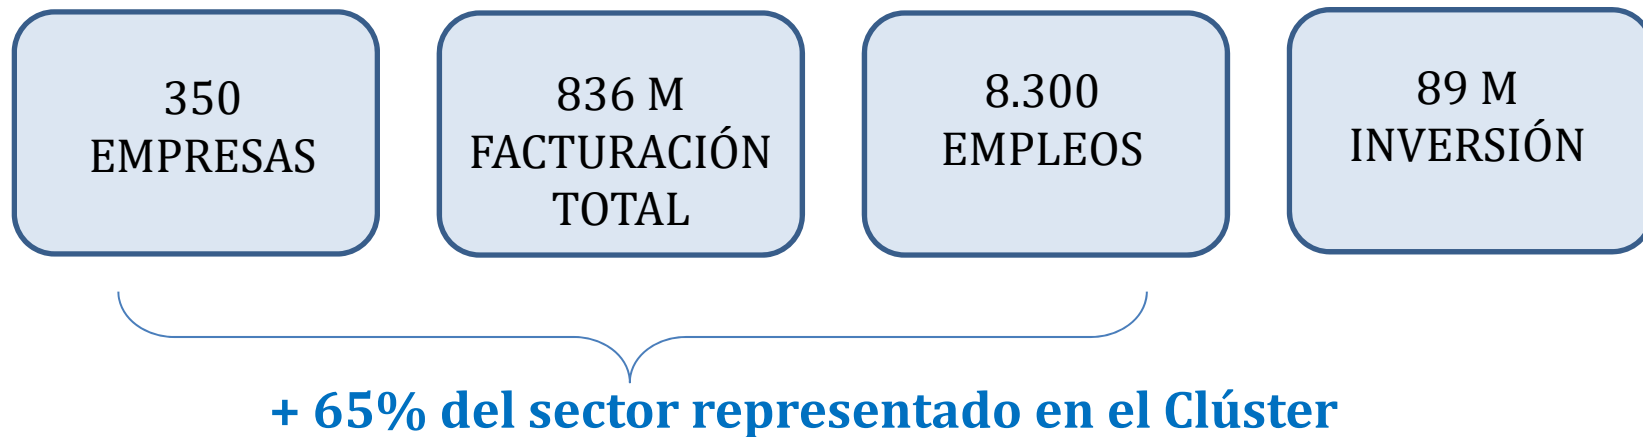 350
EMPRESAS
836 M
FACTURACIÓN
TOTAL
8.300
EMPLEOS
89 M
INVERSIÓN
+ 65% del sector representado en el Clúster